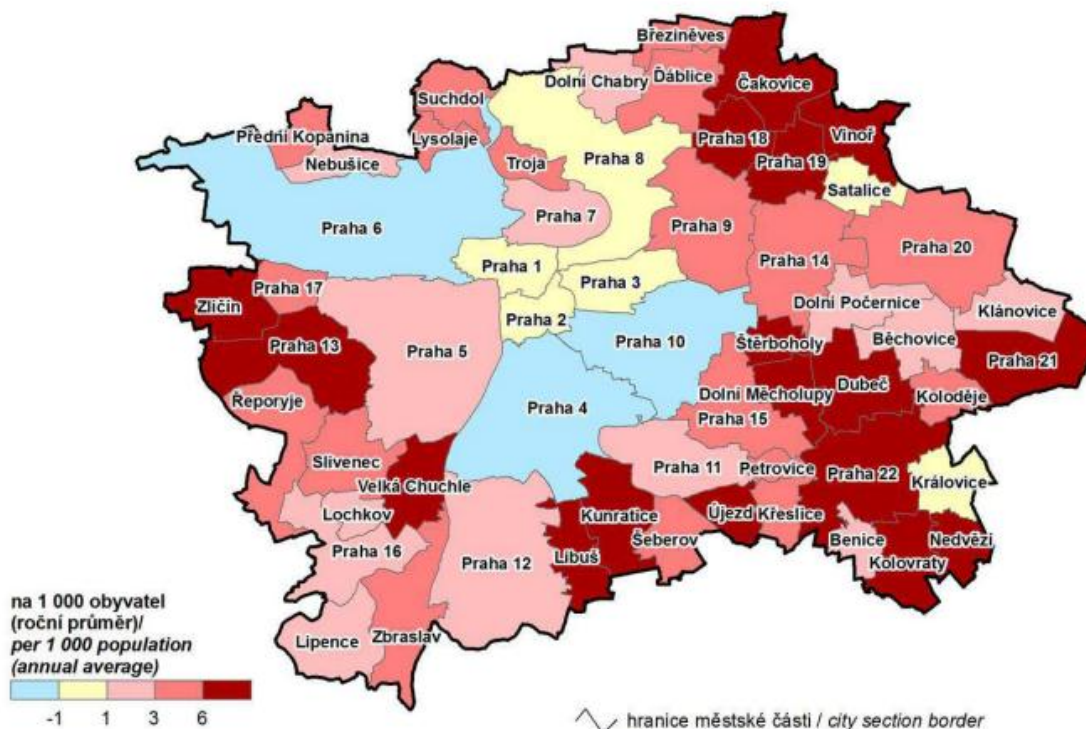 Březiněves
Dolní Chabry
Ďáblice
Čakovice
Suchdol
Přední Kopanina
Lysolaje
Praha 18
Vinoř
Nebušice
Troja
Praha 8
Praha 19
Satalice
Praha 6
Praha 7
Praha 9
Praha 20
Praha 1
Praha 14
Praha 3
Praha 17
Zličín
Dolní Počernice
Klánovice
Praha 2
Praha 13
Praha 5
Praha 10
Štěrboholy
Běchovice
Praha 21
Řeporyje
Praha 4
Dolní Měcholupy
Dubeč
Koloděje
Praha 15
Slivenec
Velká Chuchle
Praha 11
Petrovice
Praha 22
Královice
Lochkov
Kunratice
Újezd
Křeslice
Praha 16
Praha 12
Libuš
Šeberov
Benice
Nedvězí
Kolovraty
Lipence
Zbraslav
na 1 000 obyvatel
(roční průměr)/
per 1 000 population
(annual average)
-1 1 3 6
hranice městské části / city section border